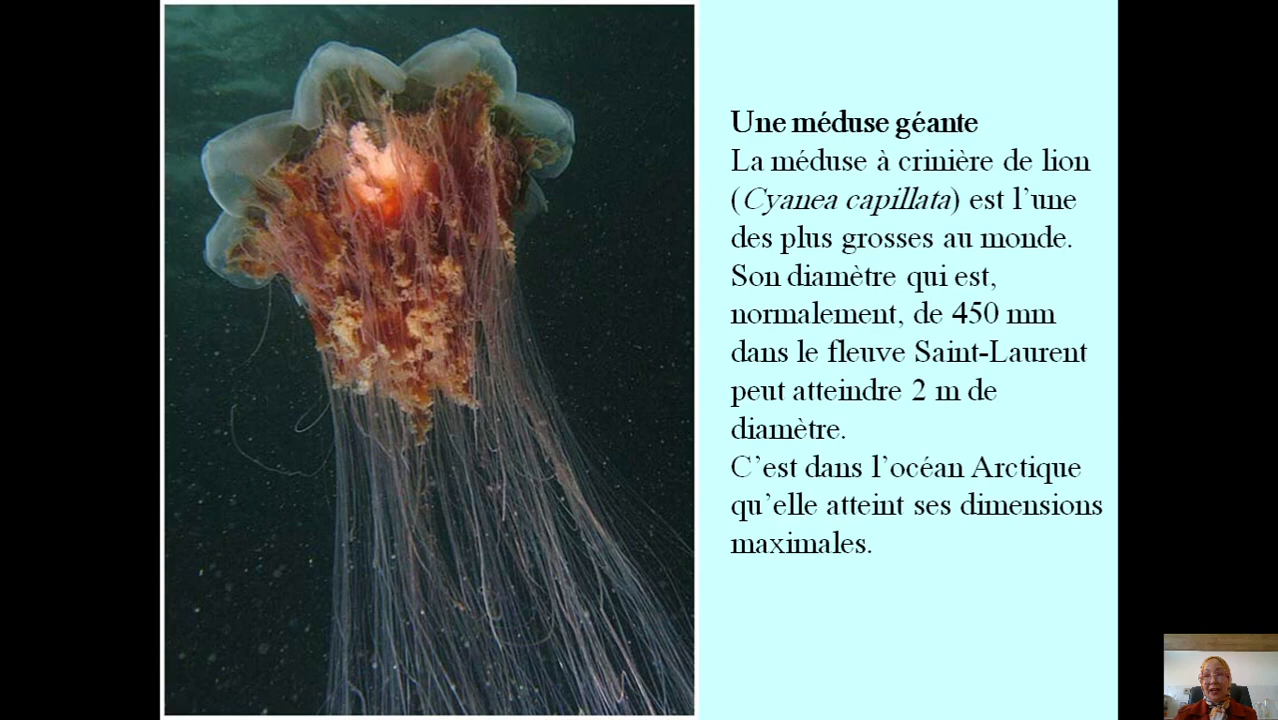 Une méduse géante
La méduse à crinière de lion
(Cyanea capillata) est l’une
des plus grosses au monde.
Son diamètre qui est,
normalement, de 450 mm
dans le fleuve Saint-Laurent
peut atteindre 2 m de
diamètre.
C’est dans l’océan Arctique
qu’elle atteint ses dimensions
maximales.